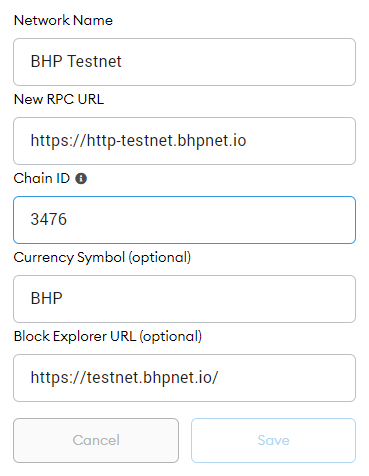 Network Name
BHP Testnet
New RPC URL
https://http-testnet.bhpnet.io
Chain ID
3476
Currency Symbol (optional)
BHP
Block Explorer URL (optional)
https://testnet.bhpnet.io/
Cancel Save